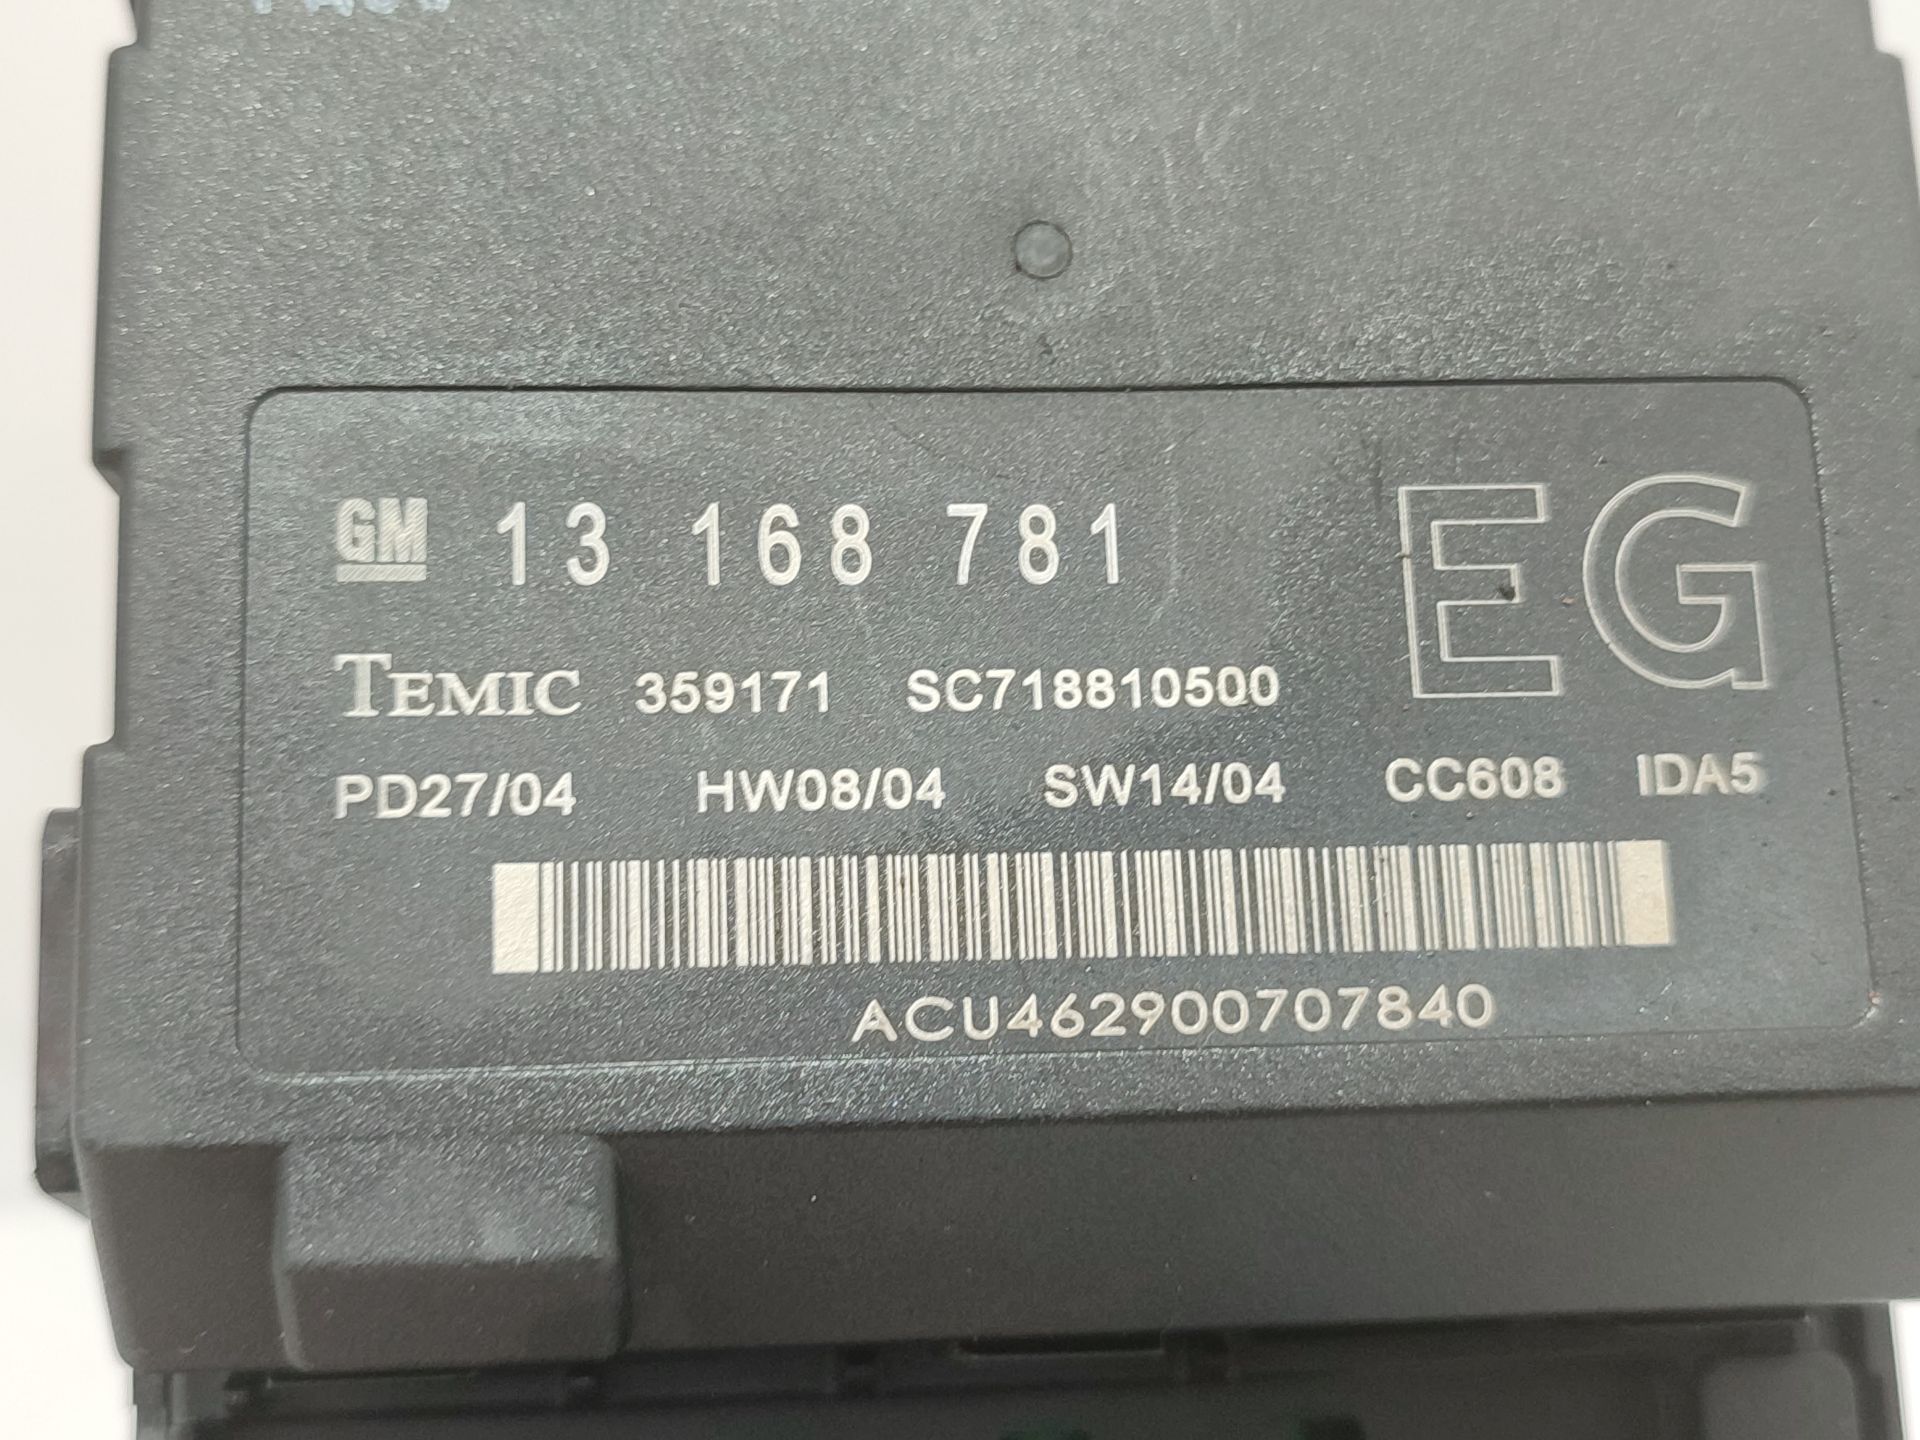 GM 13 168 781 EG
TEMIC 359171 SC718810500
PD27/04 HW08/04 SW14/04 CC608 IDA5
ACU462900707840